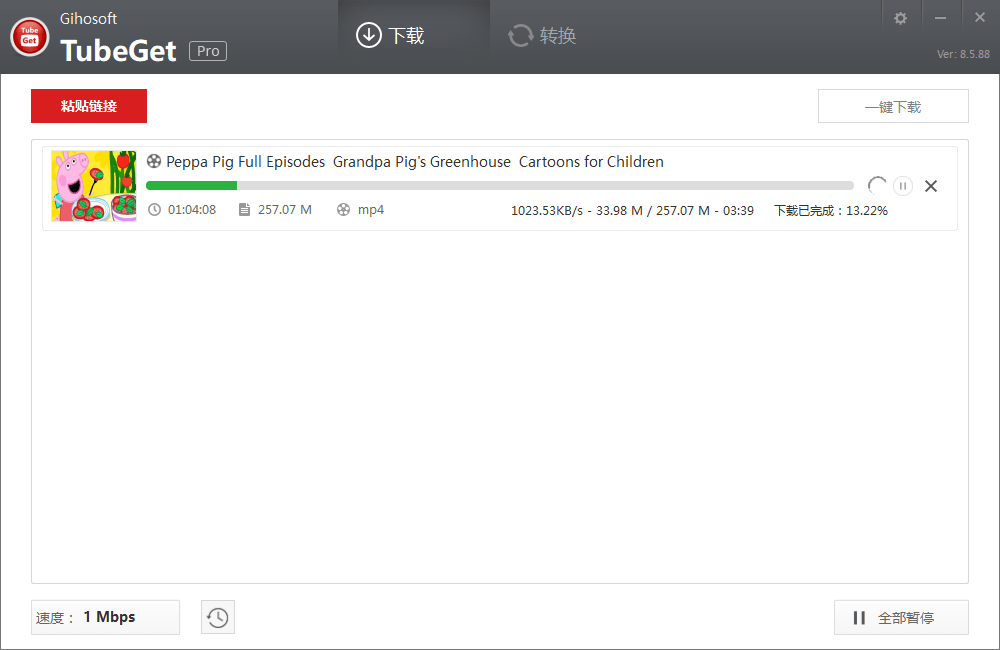 Tube
Get
Gihosoft
TubeGet Pro
下载
转换
Ver: 8.5.88
粘贴链接
一键下载
Peppa Pig Full Episodes  Grandpa Pig's Greenhouse  Cartoons for Children
01:04:08 257.07 M mp4 1023.53KB/s - 33.98 M / 257.07 M - 03:39 下载已完成：13.22%
速度： 1 Mbps
全部暂停